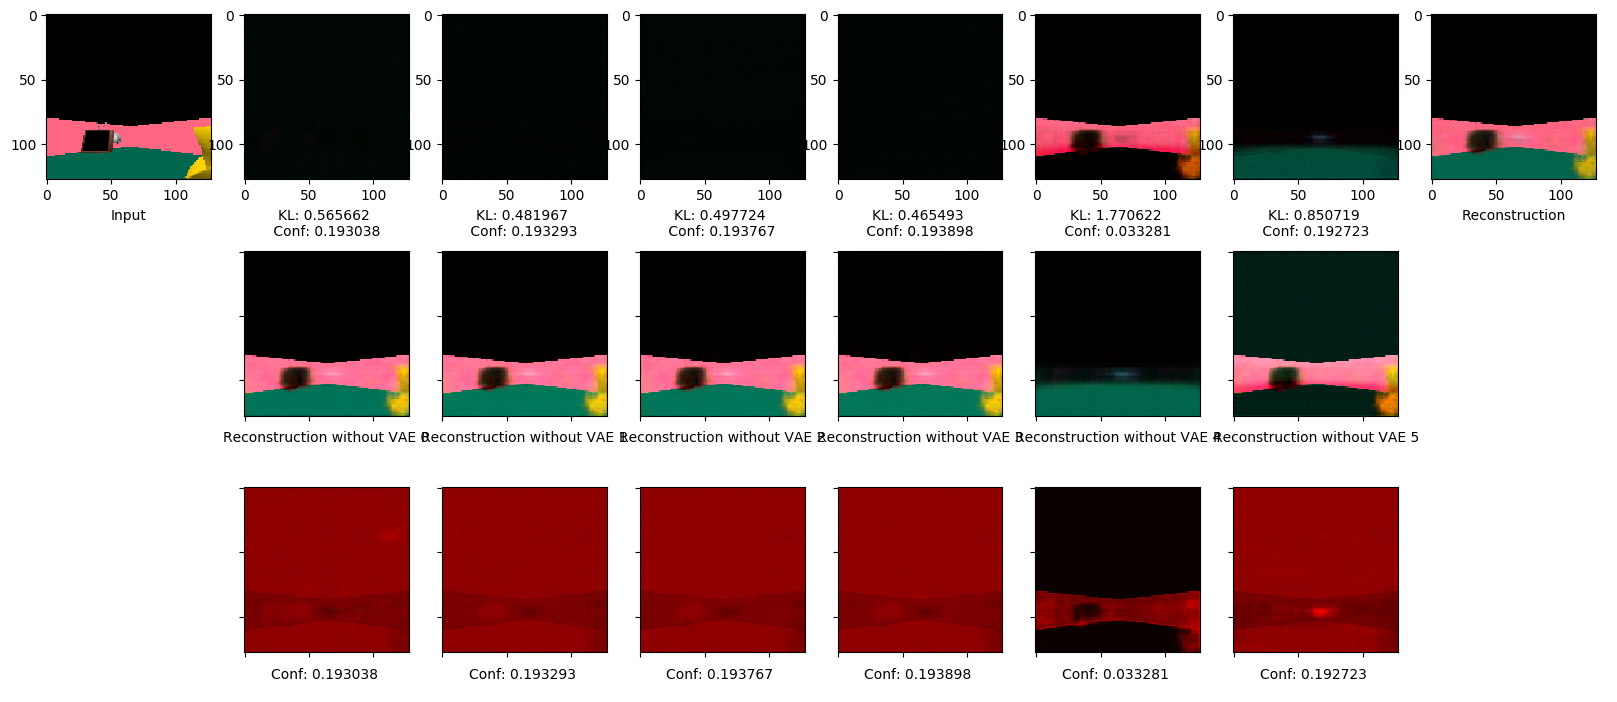 0
0
0
0
0
0
0
0
50
50
50
50
50
50
50
50
100
100
100
100
100
100
100
100
0 50 100
0 50 100
0 50 100
0 50 100
0 50 100
0 50 100
0 50 100
0 50 100
Input
KL: 0.565662
Conf: 0.193038
KL: 0.481967
Conf: 0.193293
KL: 0.497724
Conf: 0.193767
KL: 0.465493
Conf: 0.193898
KL: 1.770622
Conf: 0.033281
KL: 0.850719
Conf: 0.192723
Reconstruction
Reconstruction without VAE 0
Reconstruction without VAE 1
Reconstruction without VAE 2
Reconstruction without VAE 3
Reconstruction without VAE 4
Reconstruction without VAE 5
Conf: 0.193038
Conf: 0.193293
Conf: 0.193767
Conf: 0.193898
Conf: 0.033281
Conf: 0.192723